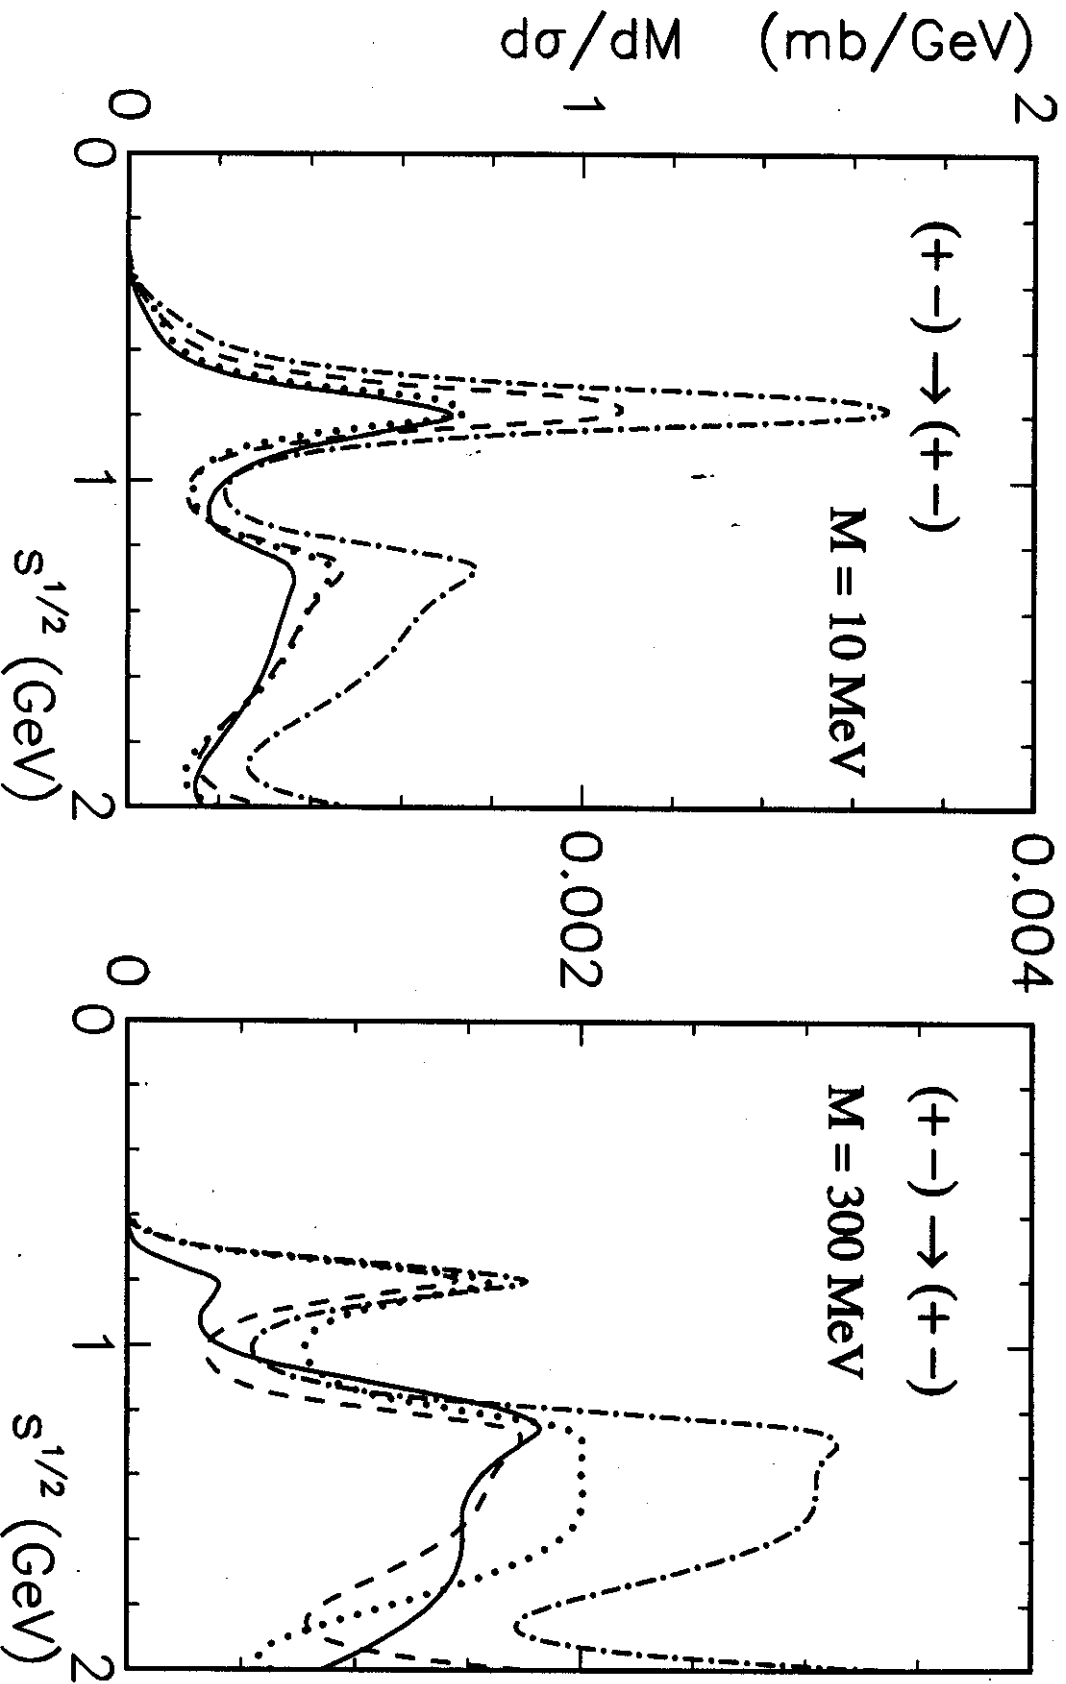 dσ/dM (mb/GeV)
2
1
0
(+ −) → (+ −)
M = 10 MeV
0
1
2
s^{1/2} (GeV)
0.004
0.002
0
(+ −) → (+ −)
M = 300 MeV
0
1
2
s^{1/2} (GeV)